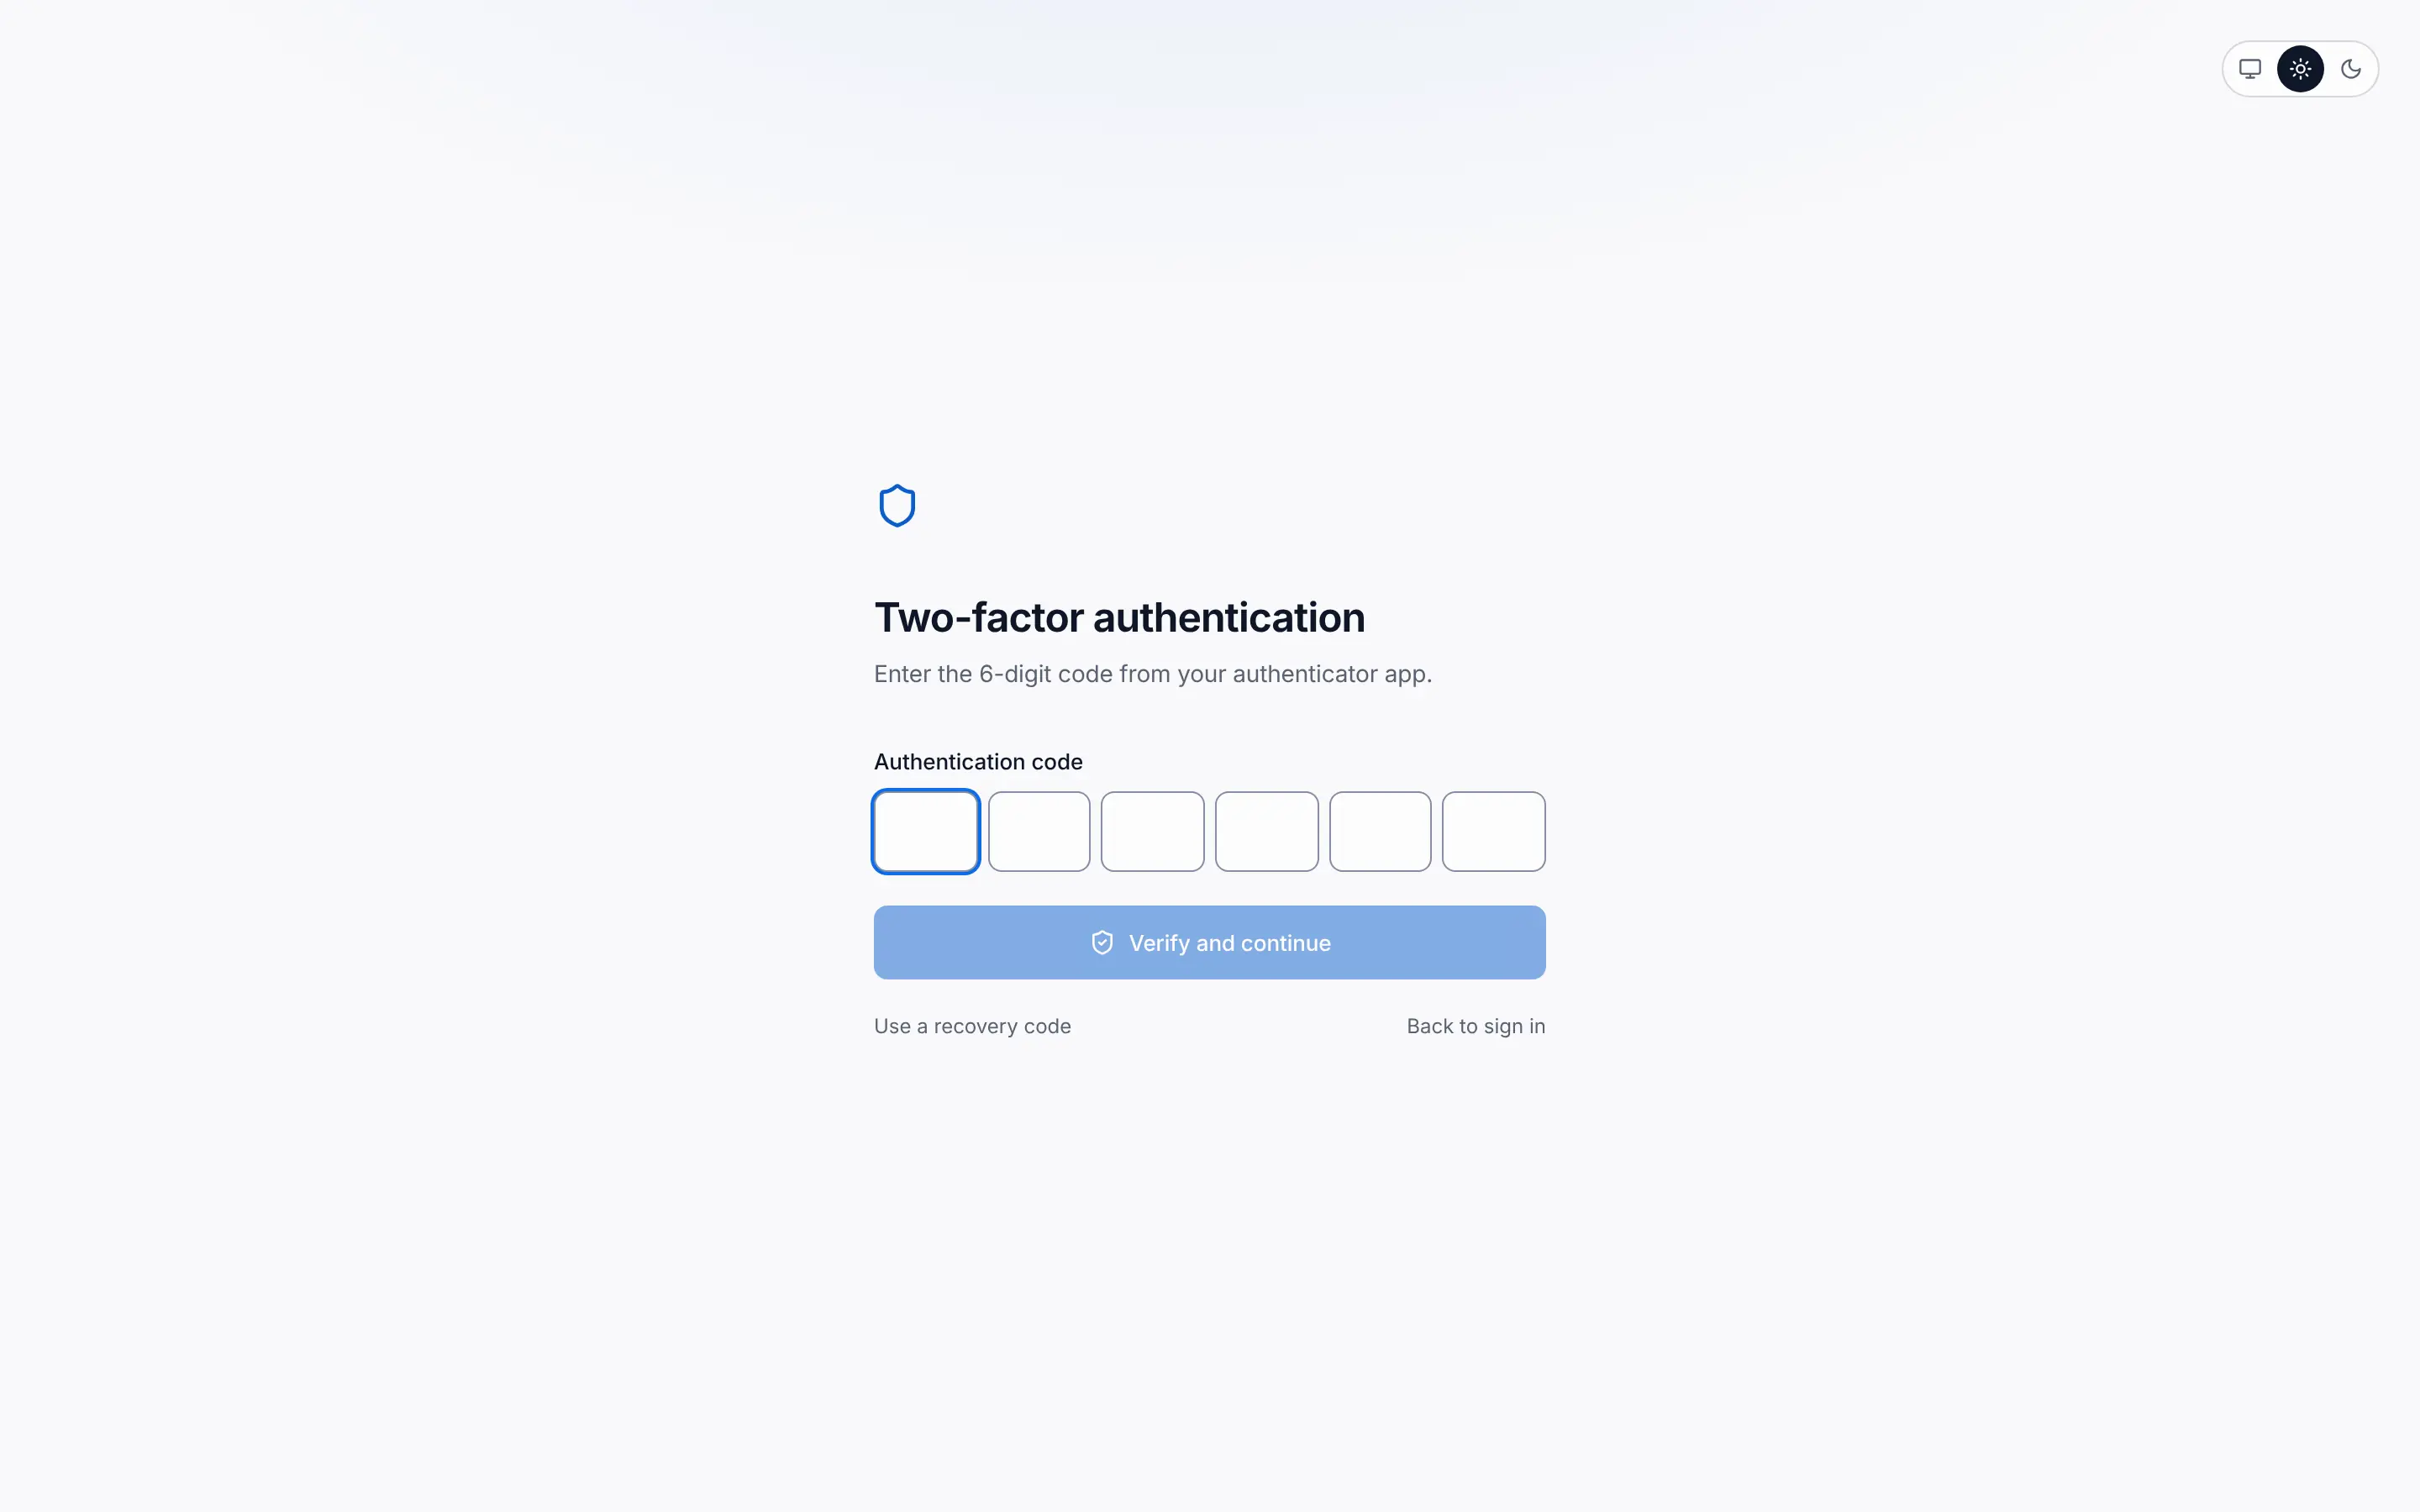 Two-factor authentication
Enter the 6-digit code from your authenticator app.
Authentication code
Verify and continue
Use a recovery code
Back to sign in